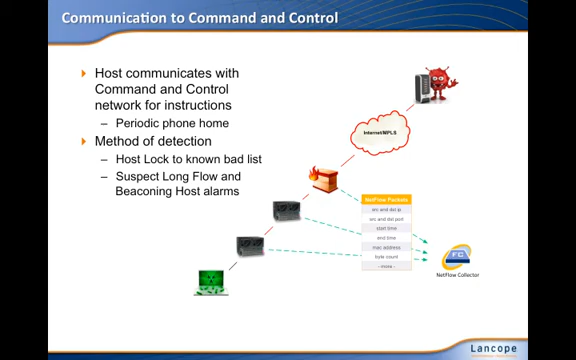 Communication to Command and Control
Host communicates with
Command and Control
network for instructions
– Periodic phone home
Method of detection
– Host Lock to known bad list
– Suspect Long Flow and
Beaconing Host alarms
Internet/MPLS
NetFlow Packets
src and dst ip
src and dst port
start time
end time
mac address
byte count
- more -
FC
NetFlow Collector
Lancope